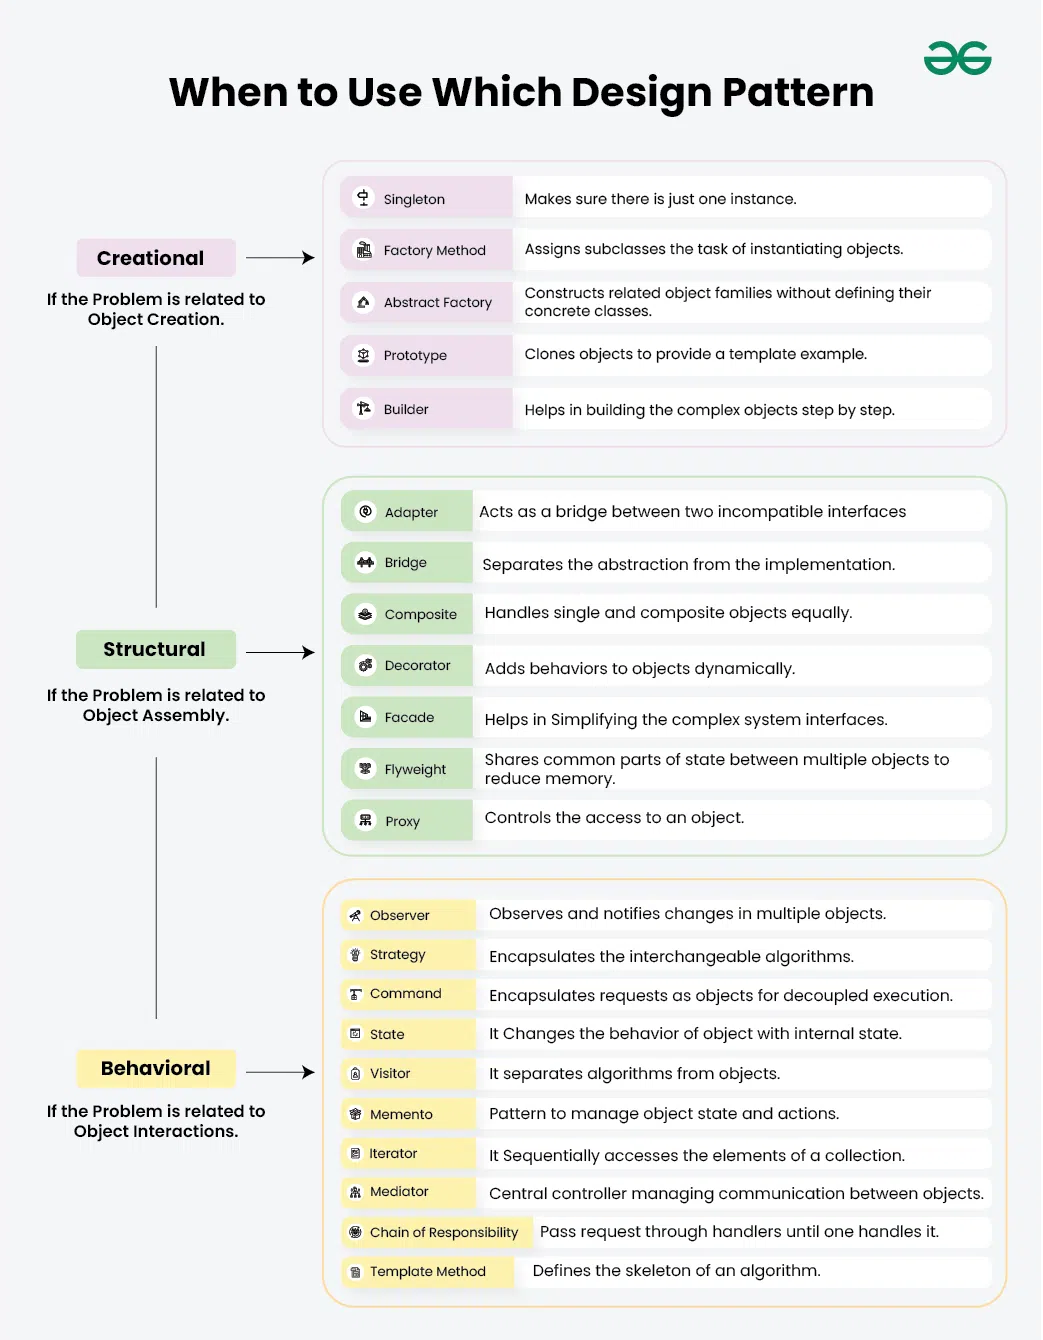 When to Use Which Design Pattern
Creational
If the Problem is related to
Object Creation.
Singleton
Makes sure there is just one instance.
Factory Method
Assigns subclasses the task of instantiating objects.
Abstract Factory
Constructs related object families without defining their
concrete classes.
Prototype
Clones objects to provide a template example.
Builder
Helps in building the complex objects step by step.
Structural
If the Problem is related to
Object Assembly.
Adapter
Acts as a bridge between two incompatible interfaces
Bridge
Separates the abstraction from the implementation.
Composite
Handles single and composite objects equally.
Decorator
Adds behaviors to objects dynamically.
Facade
Helps in Simplifying the complex system interfaces.
Flyweight
Shares common parts of state between multiple objects to
reduce memory.
Proxy
Controls the access to an object.
Behavioral
If the Problem is related to
Object Interactions.
Observer
Observes and notifies changes in multiple objects.
Strategy
Encapsulates the interchangeable algorithms.
Command
Encapsulates requests as objects for decoupled execution.
State
It Changes the behavior of object with internal state.
Visitor
It separates algorithms from objects.
Memento
Pattern to manage object state and actions.
Iterator
It Sequentially accesses the elements of a collection.
Mediator
Central controller managing communication between objects.
Chain of Responsibility
Pass request through handlers until one handles it.
Template Method
Defines the skeleton of an algorithm.